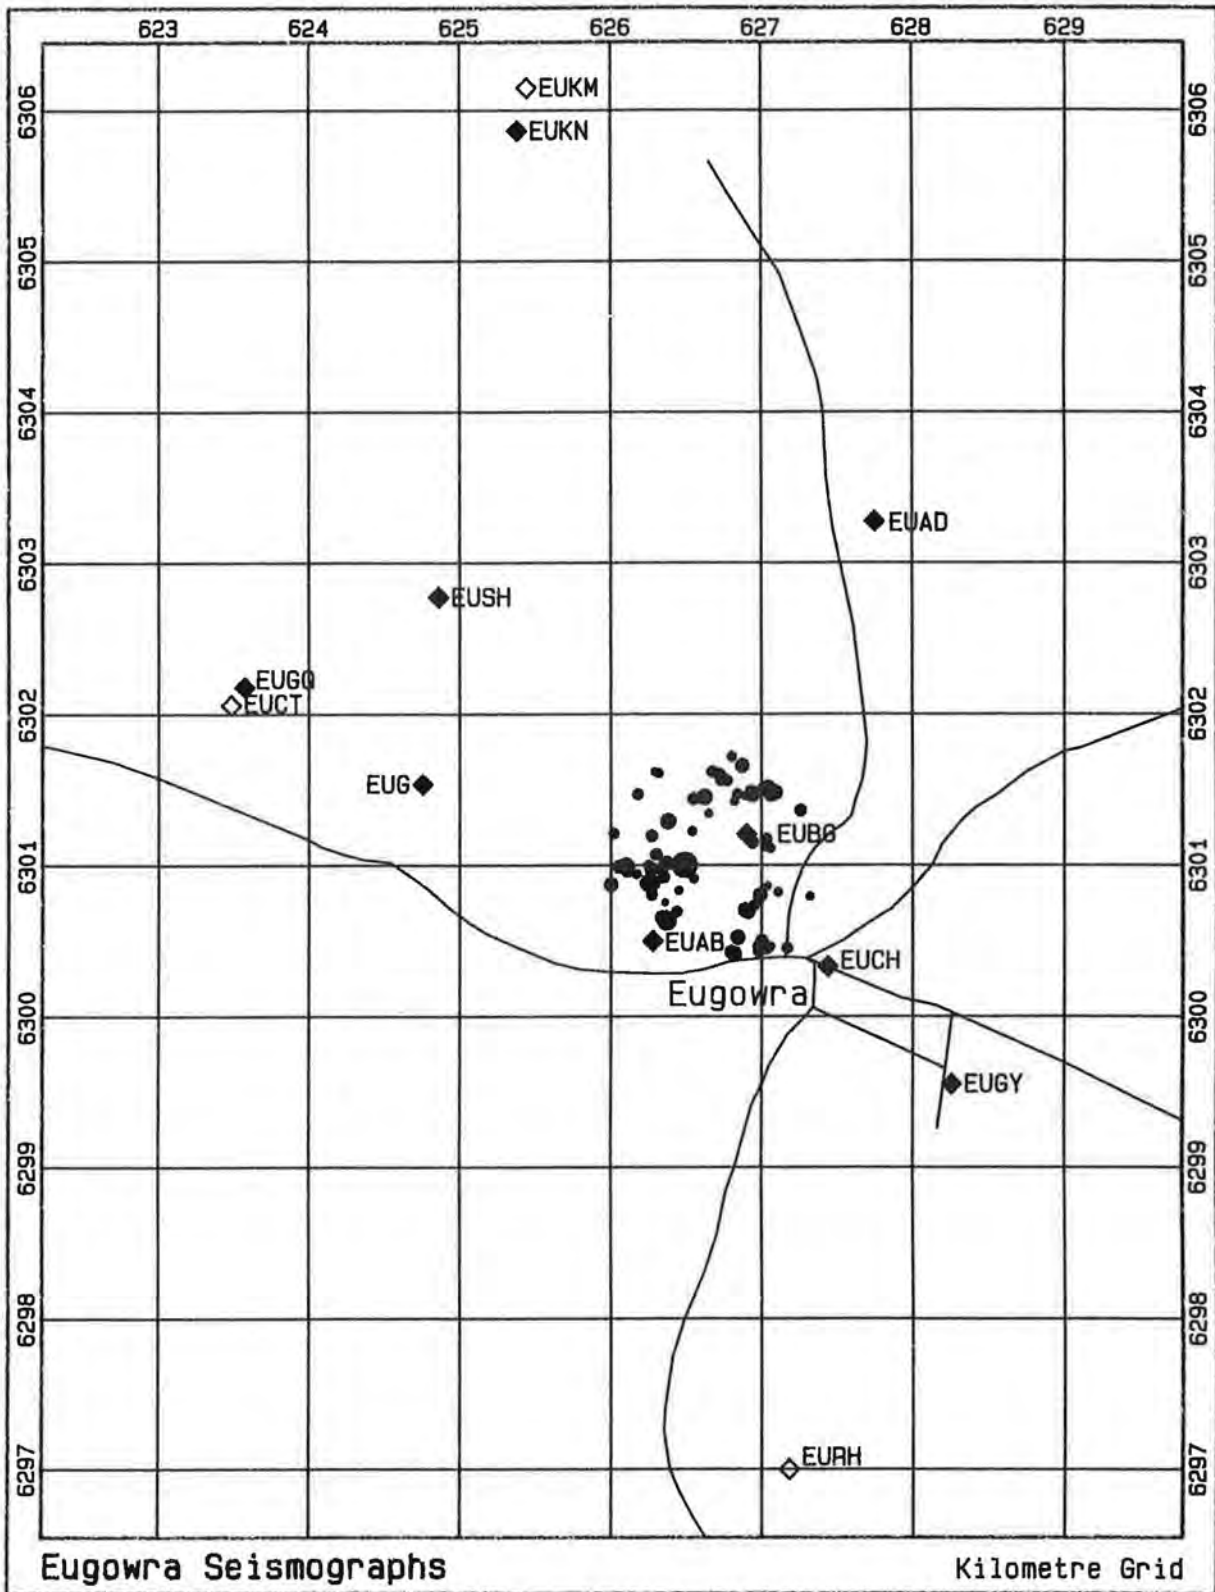 623 624 625 626 627 628 629
EUKM
6306 6306
EUKN
6305 6305
6304 6304
EUAD
6303 6303
EUSH
EUGQ
EUCT
6302 6302
EUG
EUBG
6301 6301
EUAB
EUCH
Eugowra
6300 6300
EUGY
6299 6299
6298 6298
EURH
6297 6297
Eugowra Seismographs Kilometre Grid